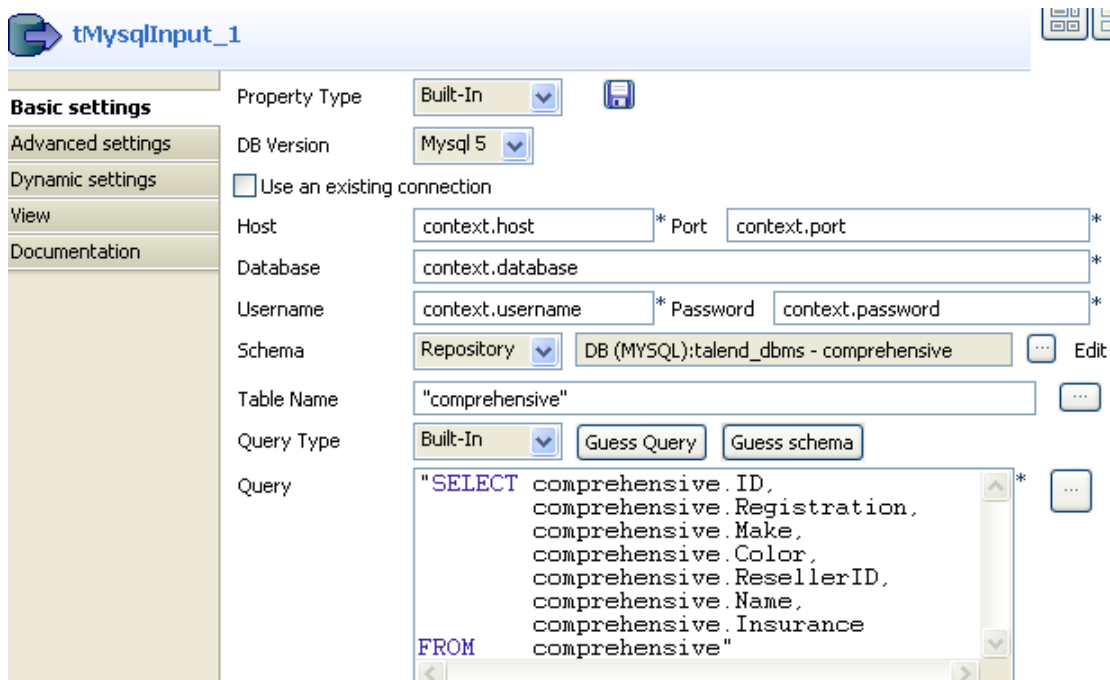 tMysqlInput_1
Basic settings
Advanced settings
Dynamic settings
View
Documentation
Property Type Built-In
DB Version Mysql 5
Use an existing connection
Host context.host * Port context.port *
Database context.database *
Username context.username * Password context.password *
Schema Repository DB (MYSQL):talend_dbms - comprehensive ... Edit
Table Name "comprehensive" ...
Query Type Built-In Guess Query Guess schema
Query "SELECT comprehensive.ID, * ...
comprehensive.Registration,
comprehensive.Make,
comprehensive.Color,
comprehensive.ResellerID,
comprehensive.Name,
comprehensive.Insurance
FROM comprehensive"